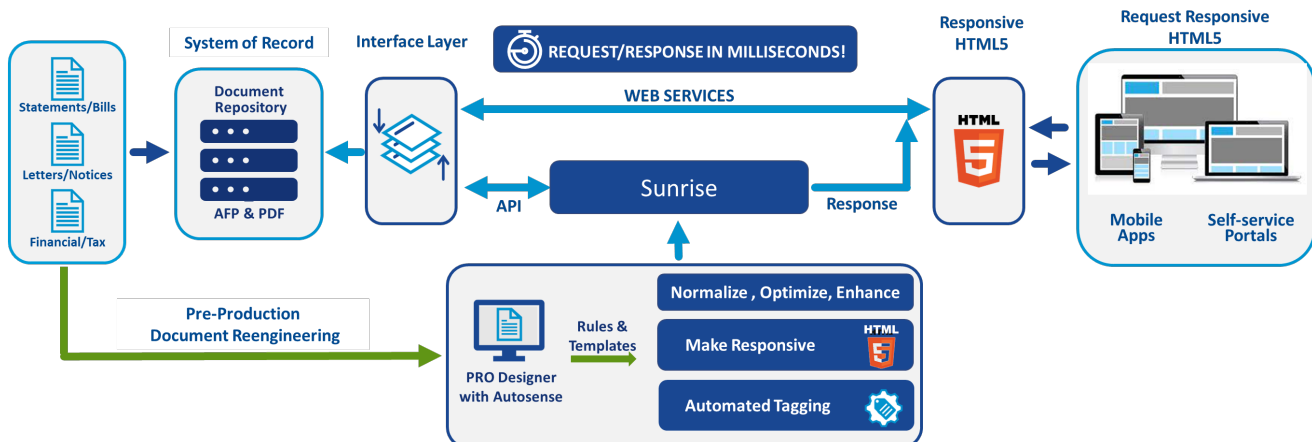 Statements/Bills
Letters/Notices
Financial/Tax
System of Record
Document
Repository
AFP & PDF
Interface Layer
REQUEST/RESPONSE IN MILLISECONDS!
WEB SERVICES
API
Sunrise
Response
Responsive
HTML5
HTML
5
Request Responsive
HTML5
Mobile
Apps
Self-service
Portals
Pre-Production
Document Reengineering
PRO Designer
with Autosense
Rules &
Templates
Normalize , Optimize, Enhance
Make Responsive
HTML
5
Automated Tagging